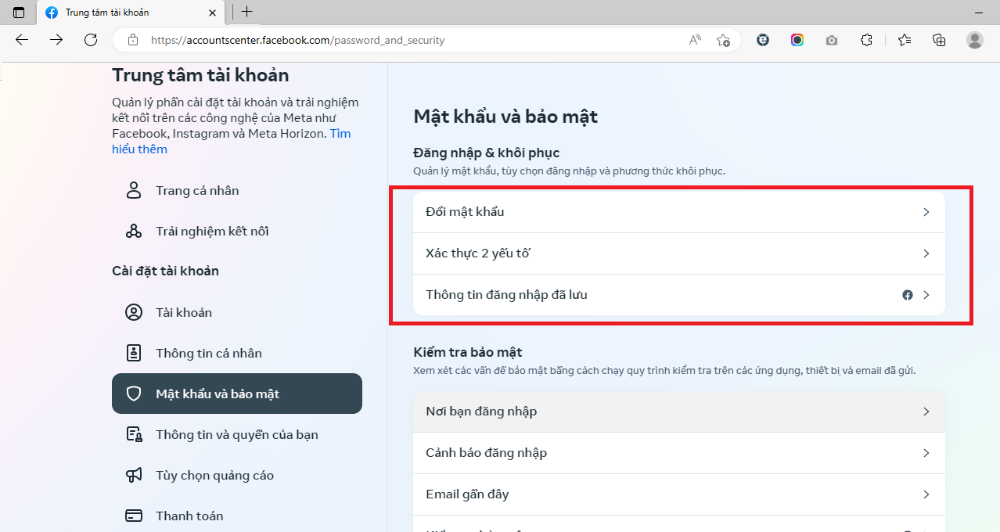 Trung tâm tài khoản
https://accountscenter.facebook.com/password_and_security
Trung tâm tài khoản
Quản lý phần cài đặt tài khoản và trải nghiệm
kết nối trên các công nghệ của Meta như
Facebook, Instagram và Meta Horizon. Tìm
hiểu thêm
Trang cá nhân
Trải nghiệm kết nối
Cài đặt tài khoản
Tài khoản
Thông tin cá nhân
Mật khẩu và bảo mật
Thông tin và quyền của bạn
Tùy chọn quảng cáo
Thanh toán
Mật khẩu và bảo mật
Đăng nhập & khôi phục
Quản lý mật khẩu, tùy chọn đăng nhập và phương thức khôi phục.
Đổi mật khẩu
Xác thực 2 yếu tố
Thông tin đăng nhập đã lưu
Kiểm tra bảo mật
Xem xét các vấn đề bảo mật bằng cách chạy quy trình kiểm tra trên các ứng dụng, thiết bị và email đã gửi.
Nơi bạn đăng nhập
Cảnh báo đăng nhập
Email gần đây